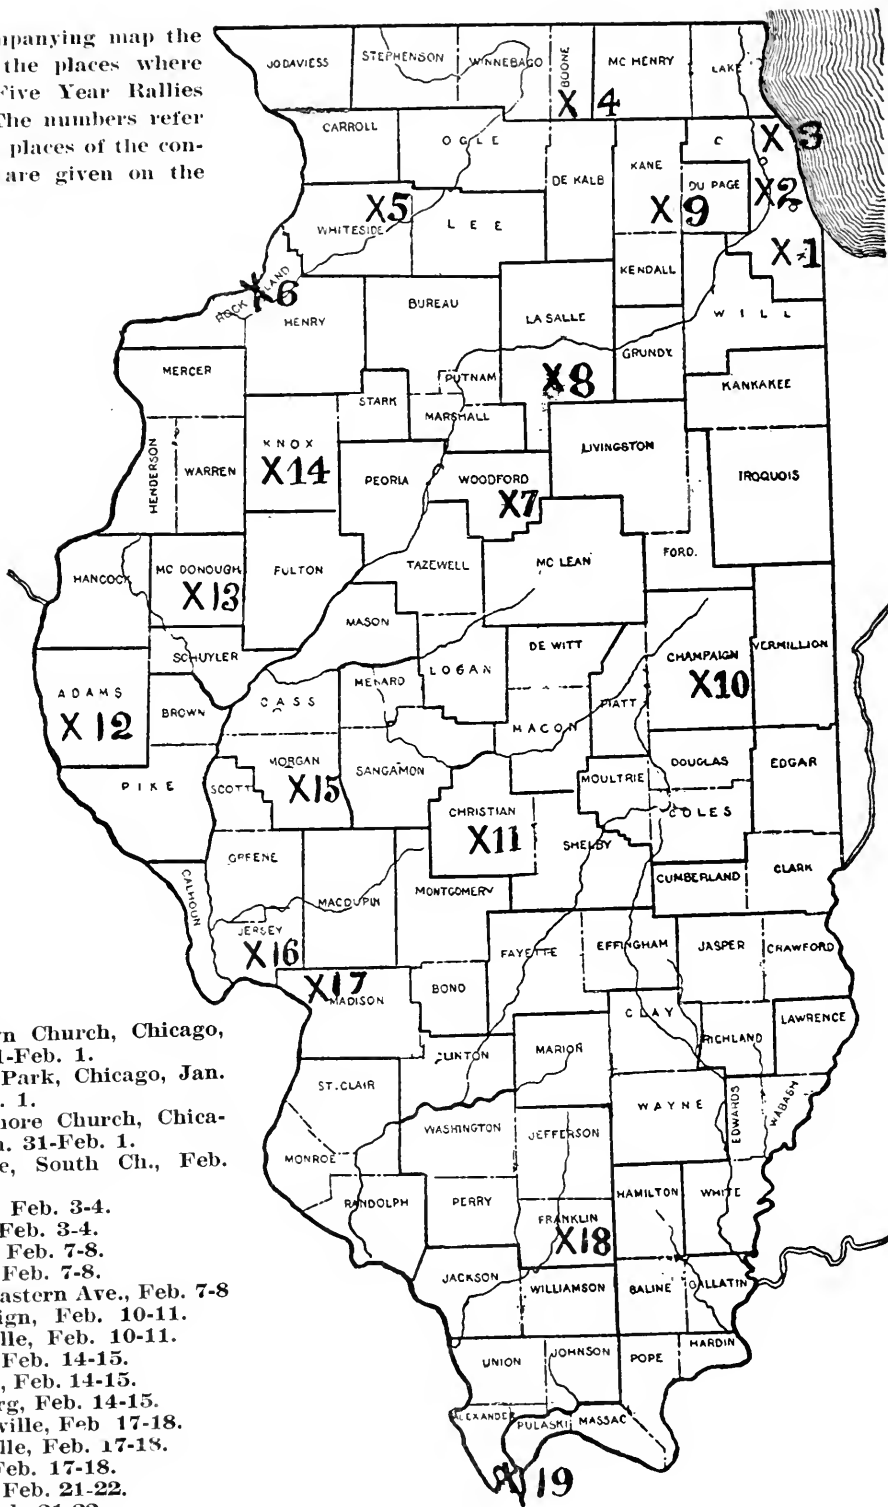 mpanying map the
the places where
Five Year Rallies
The numbers refer
places of the con-
are given on the
JODAVIESS
STEPHENSON
WINNEBAGO
BOONE
MC HENRY
LAKE
X 4
CARROLL
OGLE
DE KALB
KANE
C
X 3
DU PAGE
X2
X5
WHITESIDE
LEE
X 9
X 1
KENDALL
ROCK ISLAND
X6
HENRY
BUREAU
LA SALLE
WILL
GRUNDY
MERCER
PUTNAM
X8
KANKAKEE
STARK
MARSHALL
HENDERSON
WARREN
KNOX
X14
PEORIA
WOODFORD
X7
LIVINGSTON
IROQUOIS
HANCOCK
MC DONOUGH
X13
FULTON
TAZEWELL
MC LEAN
FORD.
MASON
SCHUYLER
DE WITT
CHAMPAIGN
X10
VERMILLION
ADAMS
X 12
BROWN
CASS
MENARD
LOGAN
PIATT
MACON
PIKE
SCOTT
MORGAN
X15
SANGAMON
MOULTRIE
DOUGLAS
EDGAR
CHRISTIAN
X11
COLES
SHELBY
GREENE
CUMBERLAND
CLARK
CALHOUN
MACOUPIN
MONTGOMERY
JERSEY
X16
FAYETTE
EFFINGHAM
JASPER
CRAWFORD
X17
MADISON
BOND
CLAY
RICHLAND
LAWRENCE
CLINTON
MARION
ST. CLAIR
WAYNE
EDWARDS
WABASH
WASHINGTON
JEFFERSON
MONROE
RANDOLPH
PERRY
HAMILTON
WHITE
FRANKLIN
X18
JACKSON
WILLIAMSON
SALINE
GALLATIN
UNION
JOHNSON
POPE
HARDIN
ALEXANDER
PULASKI
MASSAC
X 19
n Church, Chicago,
-Feb. 1.
Park, Chicago, Jan.
. 1.
nore Church, Chica-
n. 31-Feb. 1.
e, South Ch., Feb.
Feb. 3-4.
Feb. 3-4.
Feb. 7-8.
Feb. 7-8.
astern Ave., Feb. 7-8
ign, Feb. 10-11.
lle, Feb. 10-11.
Feb. 14-15.
, Feb. 14-15.
rg, Feb. 14-15.
ville, Feb 17-18.
lle, Feb. 17-18.
Feb. 17-18.
Feb. 21-22.